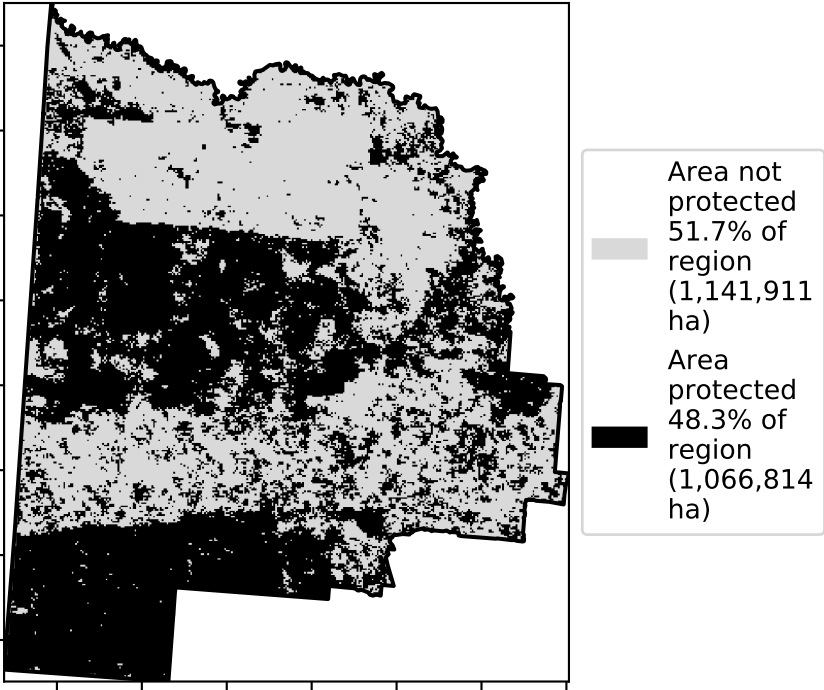 Area not
protected
51.7% of
region
(1,141,911
ha)
Area
protected
48.3% of
region
(1,066,814
ha)